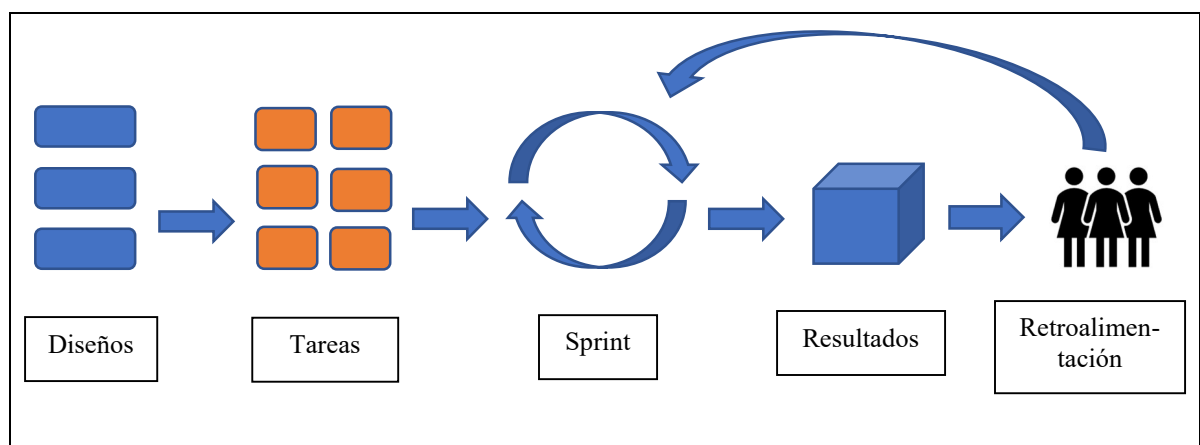 Diseños
Tareas
Sprint
Resultados
Retroalimen-
tación